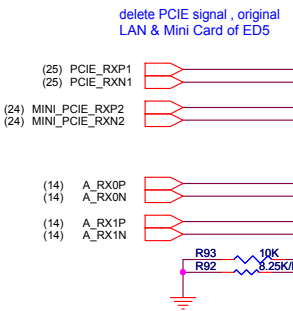 delete PCIE signal , original
LAN & Mini Card of ED5
(25) PCIE_RXP1
(25) PCIE_RXN1
(24) MINI_PCIE_RXP2
(24) MINI_PCIE_RXN2
(14) A_RX0P
(14) A_RX0N
(14) A_RX1P
(14) A_RX1N
R93 10K
R92 8.25K/